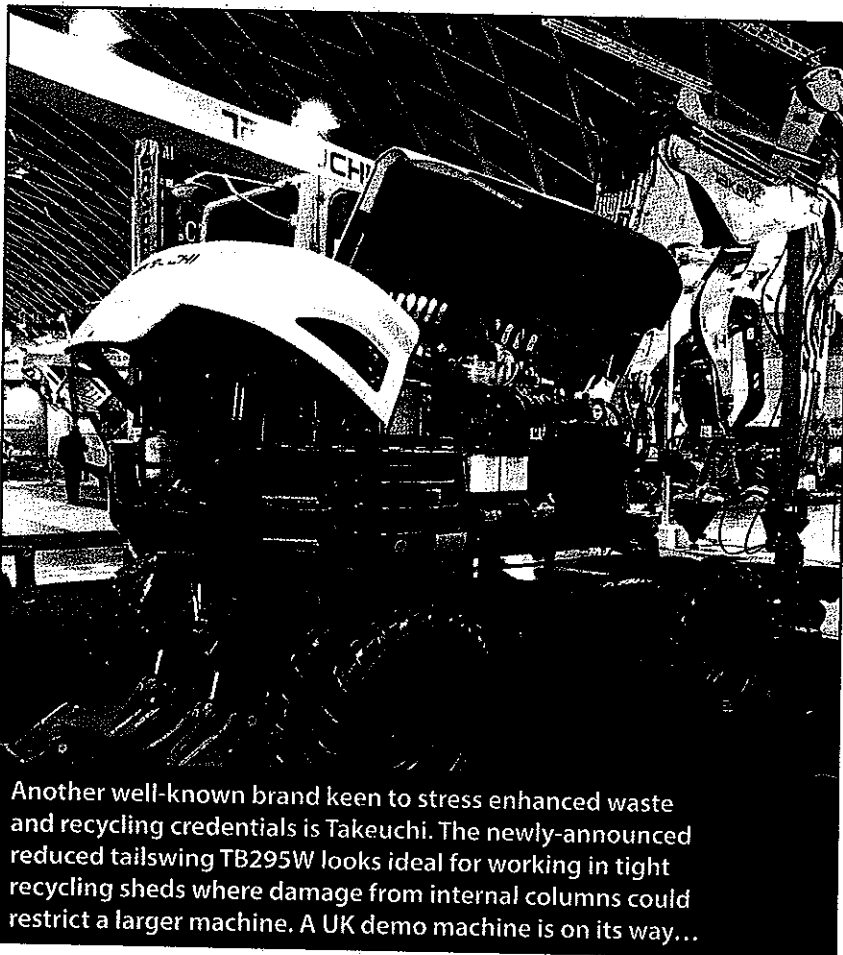 UCHI
Another well-known brand keen to stress enhanced waste
and recycling credentials is Takeuchi. The newly-announced
reduced tailswing TB295W looks ideal for working in tight
recycling sheds where damage from internal columns could
restrict a larger machine. A UK demo machine is on its way…